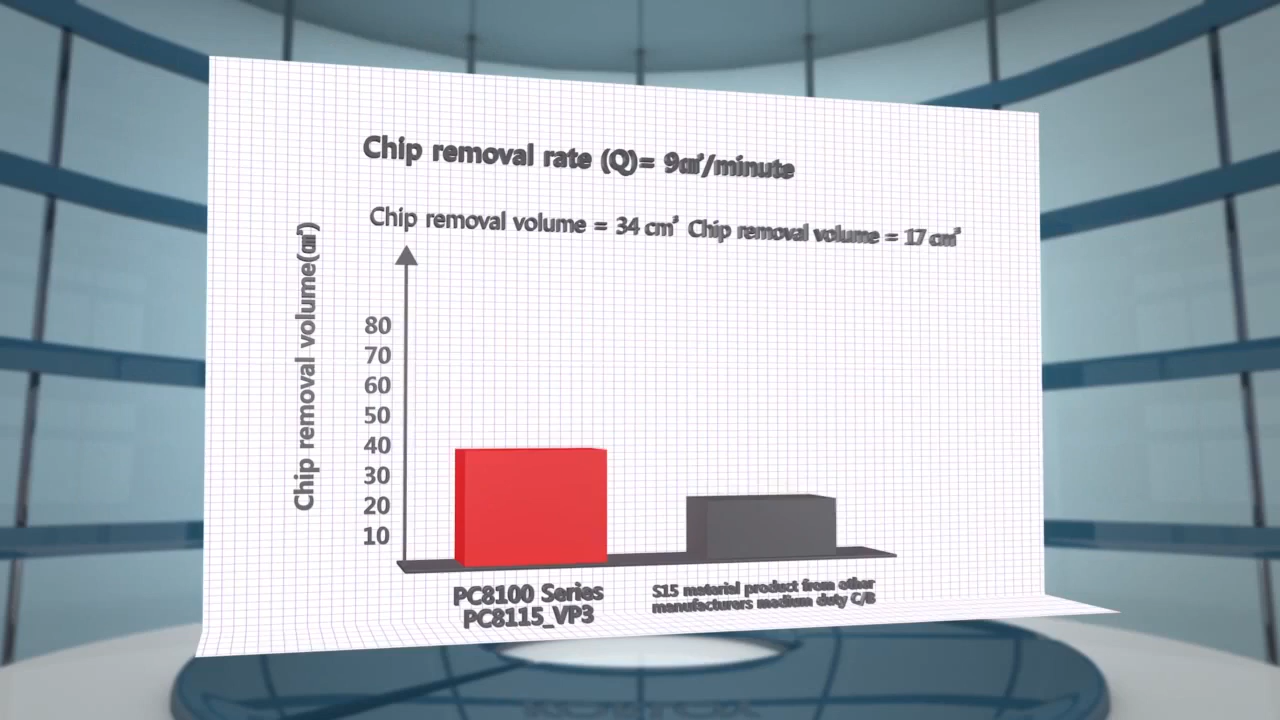 Chip removal rate (Q)= 9㎤/minute
Chip removal volume = 34 cm³ Chip removal volume = 17 cm³
Chip removal volume(㎤)
80
70
60
50
40
30
20
10
PC8100 Series
PC8115_VP3
S15 material product from other
manufacturers medium duty C/B